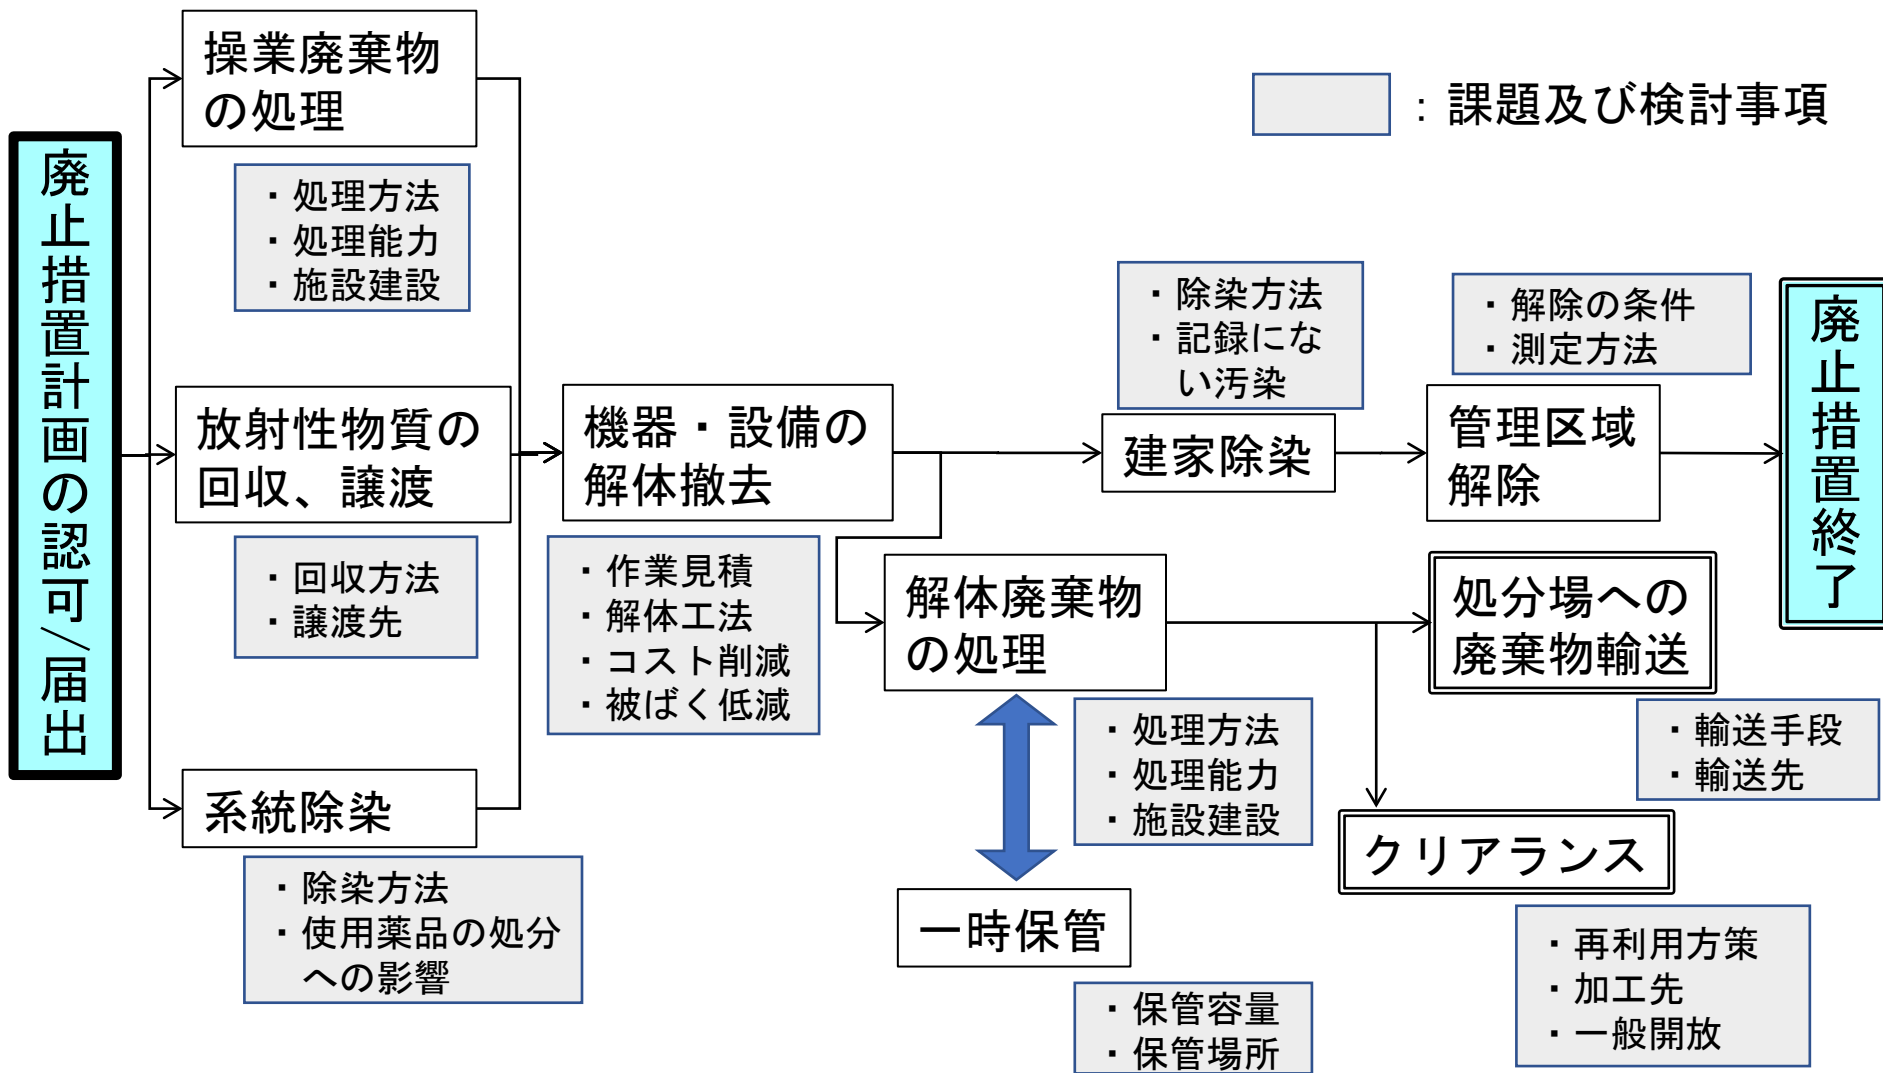 廃止措置計画の認可/届出
操業廃棄物
の処理
・処理方法
・処理能力
・施設建設
放射性物質の
回収、譲渡
・回収方法
・譲渡先
系統除染
・除染方法
・使用薬品の処分
への影響
機器・設備の
解体撤去
・作業見積
・解体工法
・コスト削減
・被ばく低減
：課題及び検討事項
・除染方法
・記録にな
い汚染
建家除染
・解除の条件
・測定方法
管理区域
解除
廃止措置終了
解体廃棄物
の処理
・処理方法
・処理能力
・施設建設
一時保管
・保管容量
・保管場所
処分場への
廃棄物輸送
・輸送手段
・輸送先
クリアランス
・再利用方策
・加工先
・一般開放